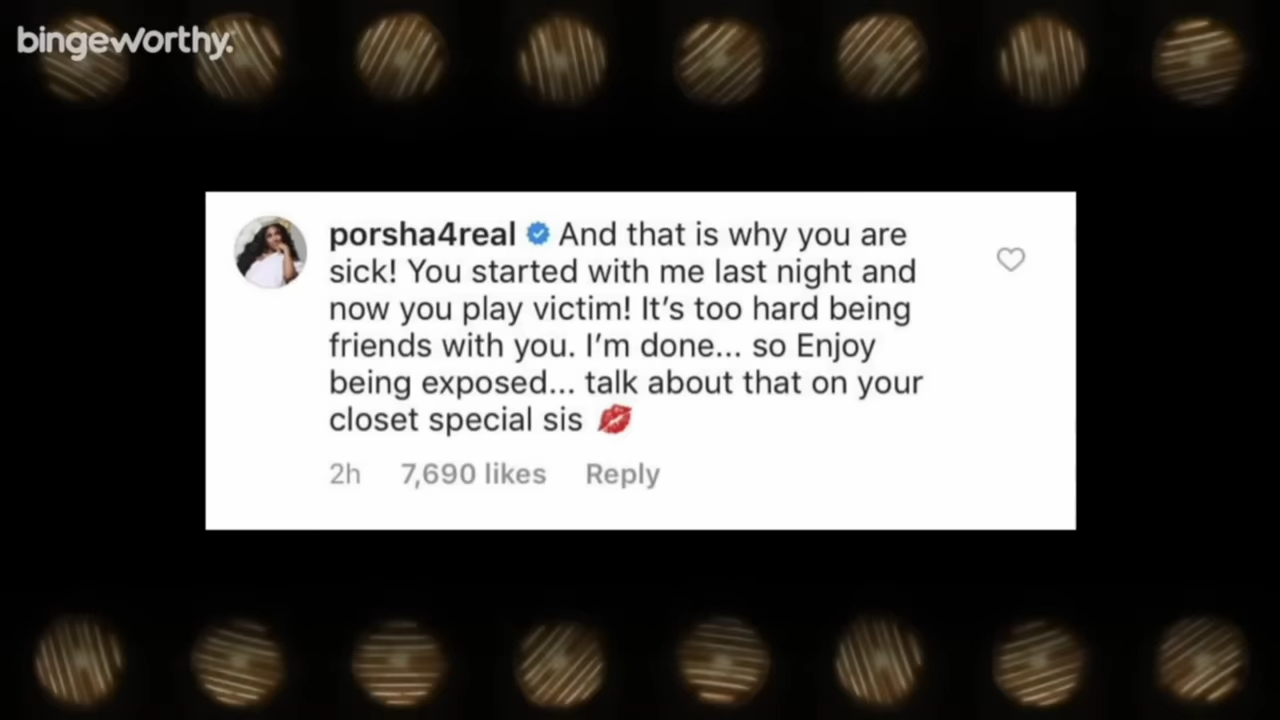 bingeworthy.
porsha4real And that is why you are
sick! You started with me last night and
now you play victim! It’s too hard being
friends with you. I’m done... so Enjoy
being exposed... talk about that on your
closet special sis 💋
2h 7,690 likes Reply